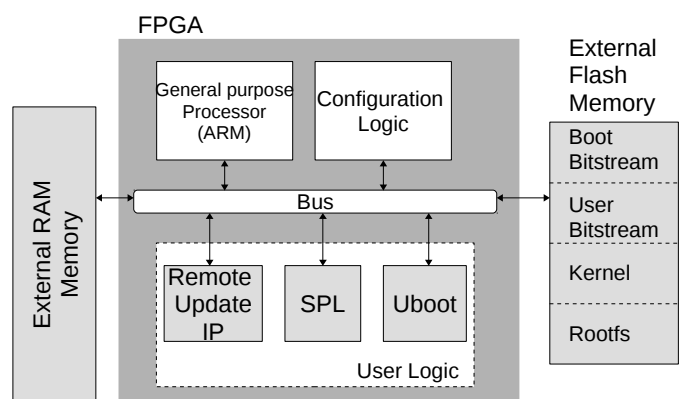 FPGA
External RAM
Memory
General purpose
Processor
(ARM)
Configuration
Logic
Bus
Remote
Update
IP
SPL
Uboot
User Logic
External
Flash
Memory
Boot
Bitstream
User
Bitstream
Kernel
Rootfs